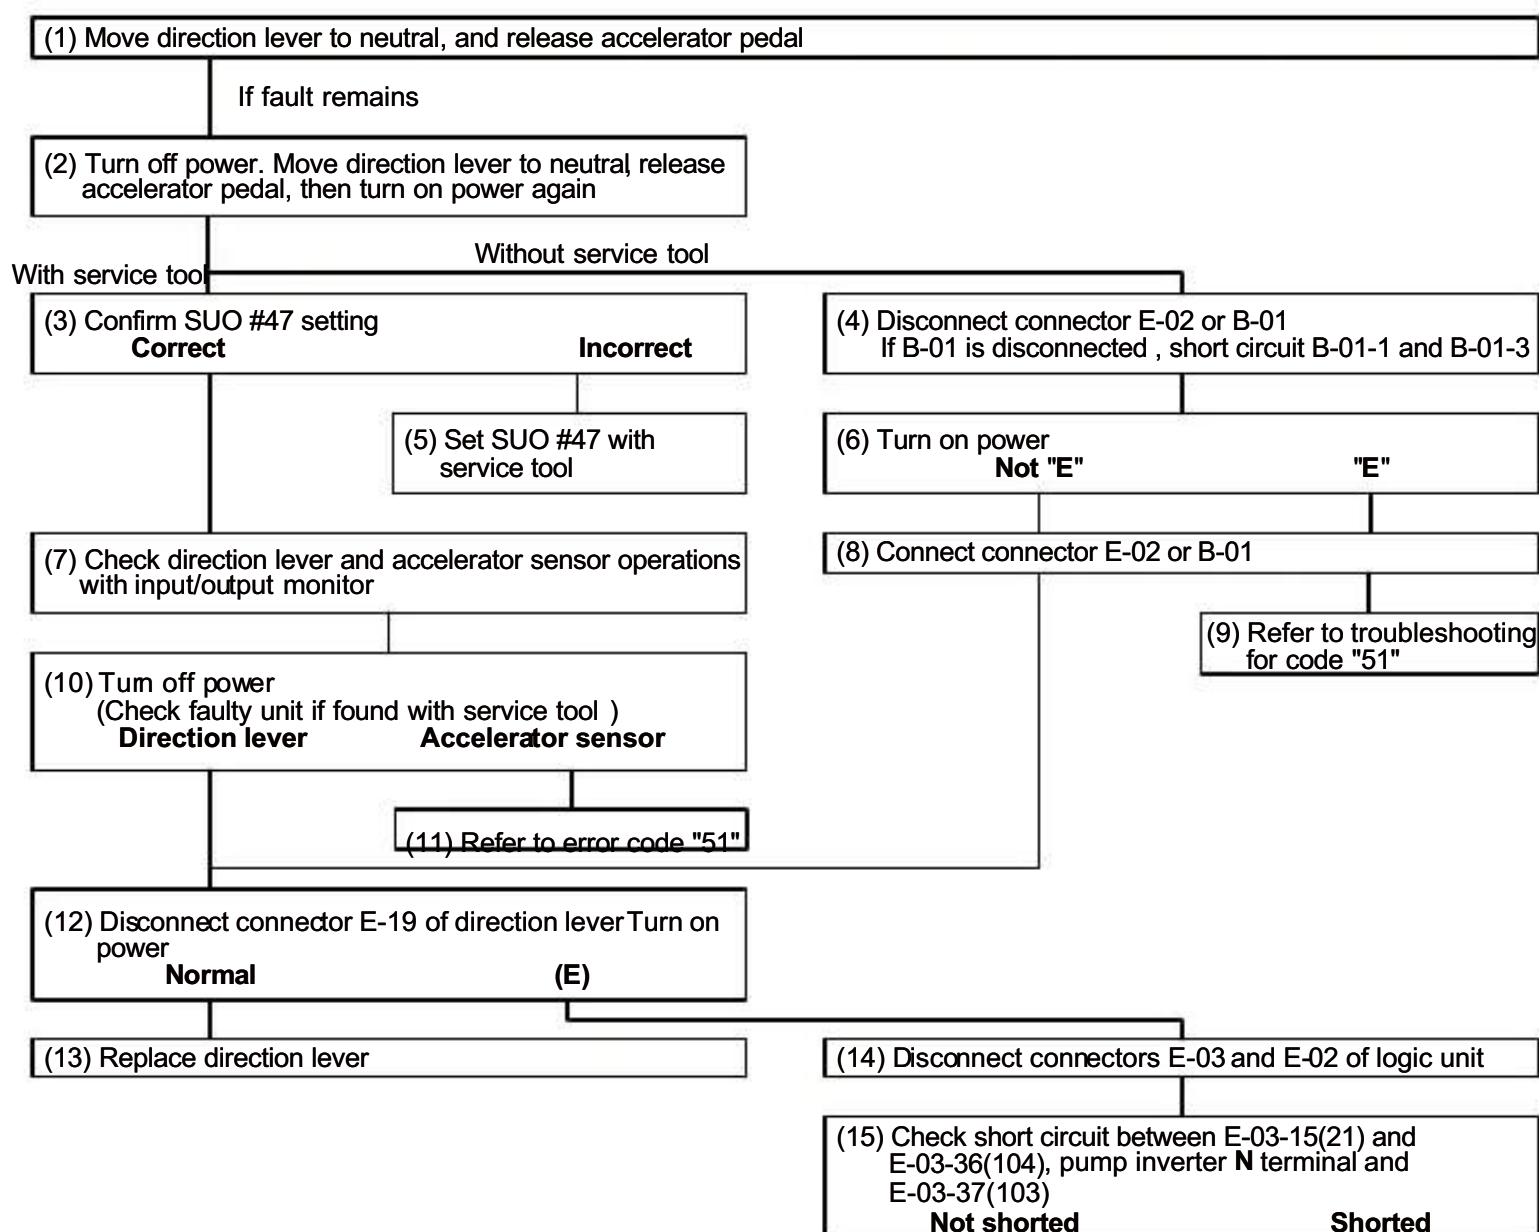 (1) Move direction lever to neutral, and release accelerator pedal
If fault remains
(2) Turn off power. Move direction lever to neutral, release
accelerator pedal, then turn on power again
Without service tool
With service tool
(3) Confirm SUO #47 setting
Correct Incorrect
(4) Disconnect connector E-02 or B-01
If B-01 is disconnected , short circuit B-01-1 and B-01-3
(5) Set SUO #47 with
service tool
(6) Turn on power
Not "E" "E"
(7) Check direction lever and accelerator sensor operations
with input/output monitor
(8) Connect connector E-02 or B-01
(9) Refer to troubleshooting
for code "51"
(10) Turn off power
(Check faulty unit if found with service tool )
Direction lever Accelerator sensor
(11) Refer to error code "51"
(12) Disconnect connector E-19 of direction lever Turn on
power
Normal (E)
(13) Replace direction lever
(14) Disconnect connectors E-03 and E-02 of logic unit
(15) Check short circuit between E-03-15(21) and
E-03-36(104), pump inverter N terminal and
E-03-37(103)
Not shorted Shorted